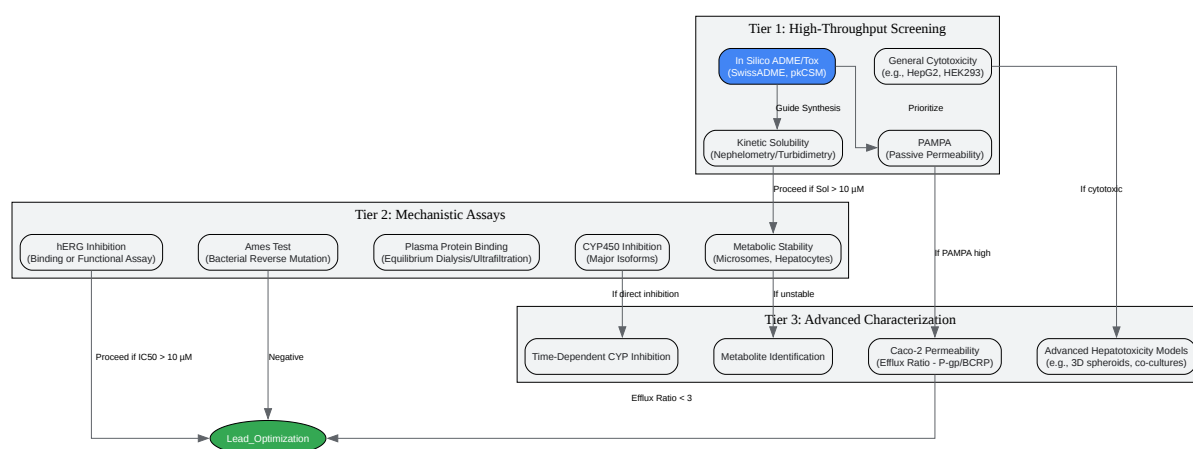 Tier 1: High-Throughput Screening
In Silico ADME/Tox
(SwissADME, pkCSM)
General Cytotoxicity
(e.g., HepG2, HEK293)
Guide Synthesis
Prioritize
Kinetic Solubility
(Nephelometry/Turbidimetry)
PAMPA
(Passive Permeability)
Proceed if Sol > 10 μM
If cytotoxic
Tier 2: Mechanistic Assays
hERG Inhibition
(Binding or Functional Assay)
Ames Test
(Bacterial Reverse Mutation)
Plasma Protein Binding
(Equilibrium Dialysis/Ultrafiltration)
CYP450 Inhibition
(Major Isoforms)
Metabolic Stability
(Microsomes, Hepatocytes)
If PAMPA high
If direct inhibition
If unstable
Tier 3: Advanced Characterization
Proceed if IC50 > 10 μM
Negative
Time-Dependent CYP Inhibition
Metabolite Identification
Caco-2 Permeability
(Efflux Ratio - P-gp/BCRP)
Advanced Hepatotoxicity Models
(e.g., 3D spheroids, co-cultures)
Efflux Ratio < 3
Lead_Optimization